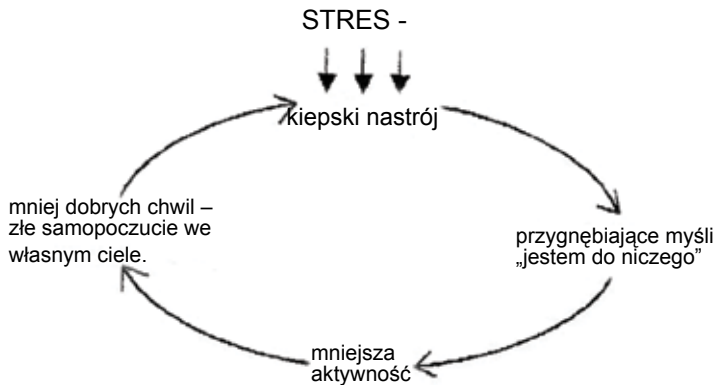 STRES -
kiepski nastrój
przygnębiające myśli
„jestem do niczego”
mniejsza
aktywność
mniej dobrych chwil –
złe samopoczucie we
własnym ciele.